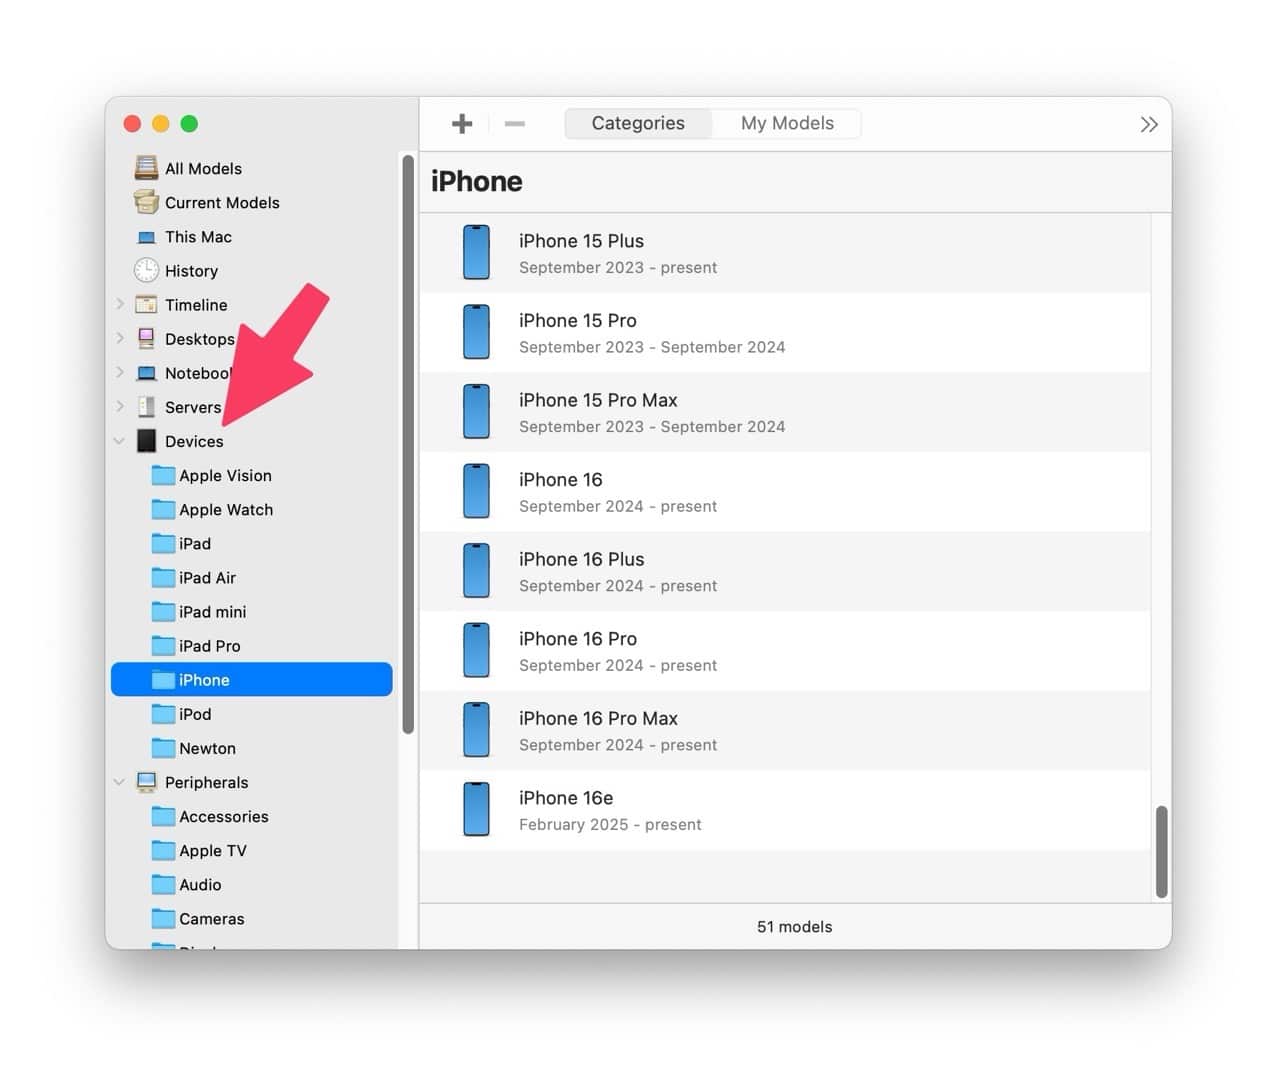 All Models
Current Models
This Mac
History
Timeline
Desktops
Servers
Devices
Apple Vision
Apple Watch
iPad
iPad Air
iPad mini
iPad Pro
iPhone
iPod
Newton
Peripherals
Accessories
Apple TV
Audio
Cameras
Categories
My Models
iPhone
iPhone 15 Plus
September 2023 - present
iPhone 15 Pro
September 2023 - September 2024
iPhone 15 Pro Max
September 2023 - September 2024
iPhone 16
September 2024 - present
iPhone 16 Plus
September 2024 - present
iPhone 16 Pro
September 2024 - present
iPhone 16 Pro Max
September 2024 - present
iPhone 16e
February 2025 - present
51 models